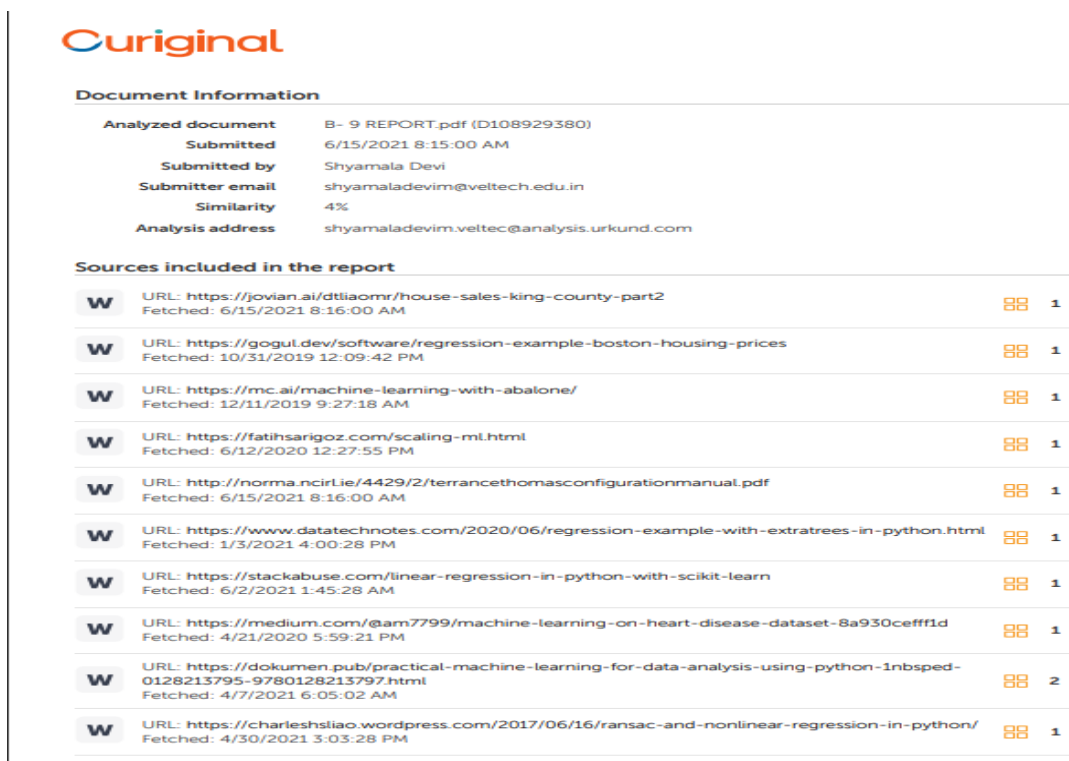 Curiginal
Document Information
Analyzed document B- 9 REPORT.pdf (D108929380)
Submitted 6/15/2021 8:15:00 AM
Submitted by Shyamala Devi
Submitter email shyamaladevim@veltech.edu.in
Similarity 4%
Analysis address shyamaladevim.veltec@analysis.urkund.com
Sources included in the report
W URL: https://jovian.ai/dtliaomr/house-sales-king-county-part2
Fetched: 6/15/2021 8:16:00 AM 1
W URL: https://gogul.dev/software/regression-example-boston-housing-prices
Fetched: 10/31/2019 12:09:42 PM 1
W URL: https://mc.ai/machine-learning-with-abalone/
Fetched: 12/11/2019 9:27:18 AM 1
W URL: https://fatihsarigoz.com/scaling-ml.html
Fetched: 6/12/2020 12:27:55 PM 1
W URL: http://norma.ncirl.ie/4429/2/terrancethomasconfigurationmanual.pdf
Fetched: 6/15/2021 8:16:00 AM 1
W URL: https://www.datatechnotes.com/2020/06/regression-example-with-extratrees-in-python.html
Fetched: 1/3/2021 4:00:28 PM 1
W URL: https://stackabuse.com/linear-regression-in-python-with-scikit-learn
Fetched: 6/2/2021 1:45:28 AM 1
W URL: https://medium.com/@am7799/machine-learning-on-heart-disease-dataset-8a930cefff1d
Fetched: 4/21/2020 5:59:21 PM 1
W URL: https://dokumen.pub/practical-machine-learning-for-data-analysis-using-python-1nbsped-
0128213795-9780128213797.html
Fetched: 4/7/2021 6:05:02 AM 2
W URL: https://charleshsliao.wordpress.com/2017/06/16/ransac-and-nonlinear-regression-in-python/
Fetched: 4/30/2021 3:03:28 PM 1